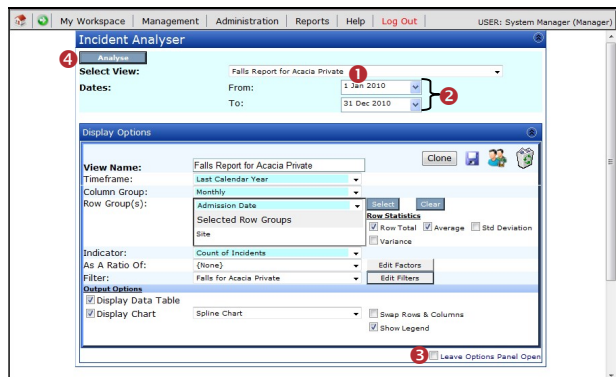 My Workspace Management Administration Reports Help Log Out USER: System Manager (Manager)
Incident Analyser
4 Analyse
Select View: Falls Report for Acacia Private 1
Dates: From: 1 Jan 2010
2
To: 31 Dec 2010
Display Options
View Name: Falls Report for Acacia Private Clone
Timeframe: Last Calendar Year
Column Group: Monthly
Row Group(s): Admission Date Select Clear
Selected Row Groups Row Statistics
Site Row Total Average Std Deviation
Variance
Indicator: Count of Incidents
As A Ratio Of: {None} Edit Factors
Filter: Falls for Acacia Private Edit Filters
Output Options
Display Data Table
Display Chart Spline Chart Swap Rows & Columns
Show Legend
3 Leave Options Panel Open